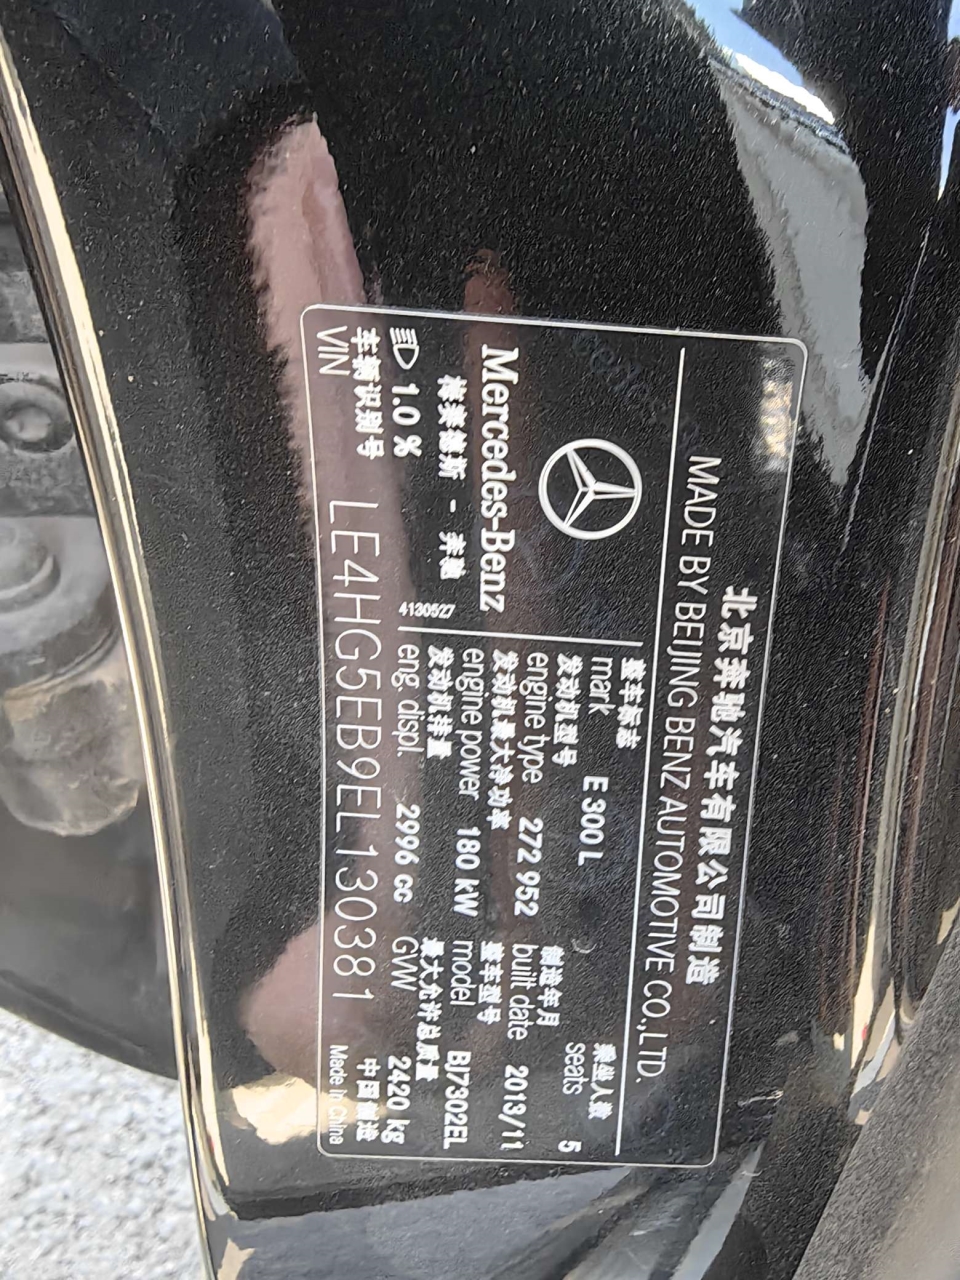 北京奔驰汽车有限公司制造
MADE BY BEIJING BENZ AUTOMOTIVE CO.,LTD.
Mercedes-Benz
梅赛德斯 - 奔驰
4130527
1.0 %
整车标志
mark E 300 L
乘坐人数
seats 5
发动机型号
engine type 272 952
制造年月
built date 2013/11
发动机最大净功率
engine power 180 kW
整车型号
model BJ7302EL
发动机排量
eng. displ. 2996 cc
最大允许总质量
GVW 2420 kg
车辆识别号
VIN LE4HG5EB9EL130381
中国制造
Made in China